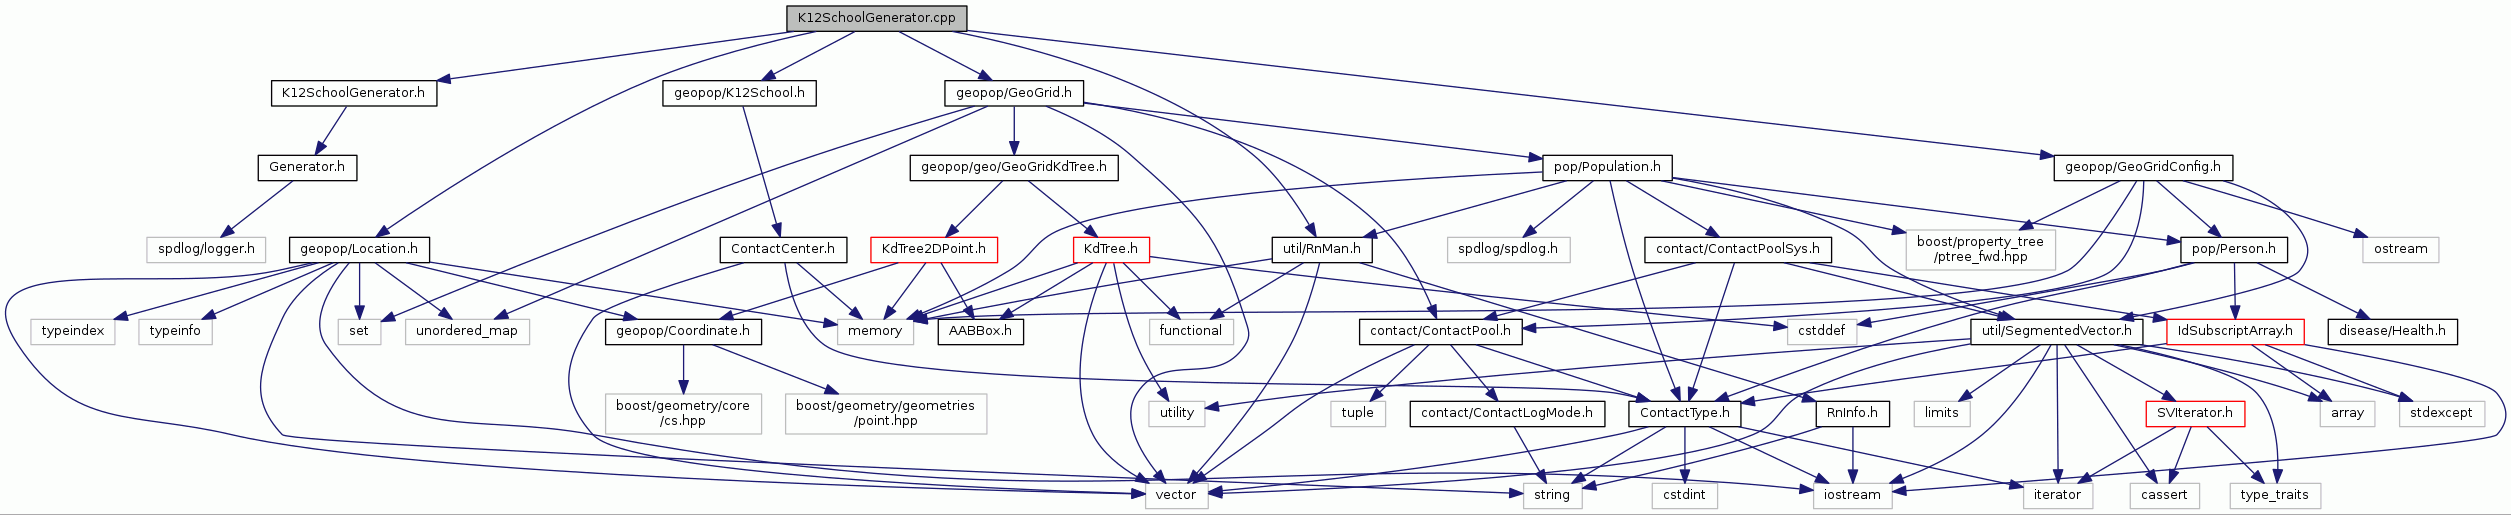 K12SchoolGenerator.cpp
K12SchoolGenerator.h
geopop/K12School.h
geopop/GeoGrid.h
Generator.h
geopop/geo/GeoGridKdTree.h
pop/Population.h
geopop/GeoGridConfig.h
spdlog/logger.h
geopop/Location.h
ContactCenter.h
KdTree2DPoint.h
KdTree.h
util/RnMan.h
spdlog/spdlog.h
contact/ContactPoolSys.h
boost/property_tree
/ptree_fwd.hpp
pop/Person.h
ostream
typeindex
typeinfo
set
unordered_map
geopop/Coordinate.h
memory
AABBox.h
functional
contact/ContactPool.h
cstddef
util/SegmentedVector.h
IdSubscriptArray.h
disease/Health.h
boost/geometry/core
/cs.hpp
boost/geometry/geometries
/point.hpp
utility
tuple
contact/ContactLogMode.h
ContactType.h
RnInfo.h
limits
SVIterator.h
array
stdexcept
vector
string
cstdint
iostream
iterator
cassert
type_traits